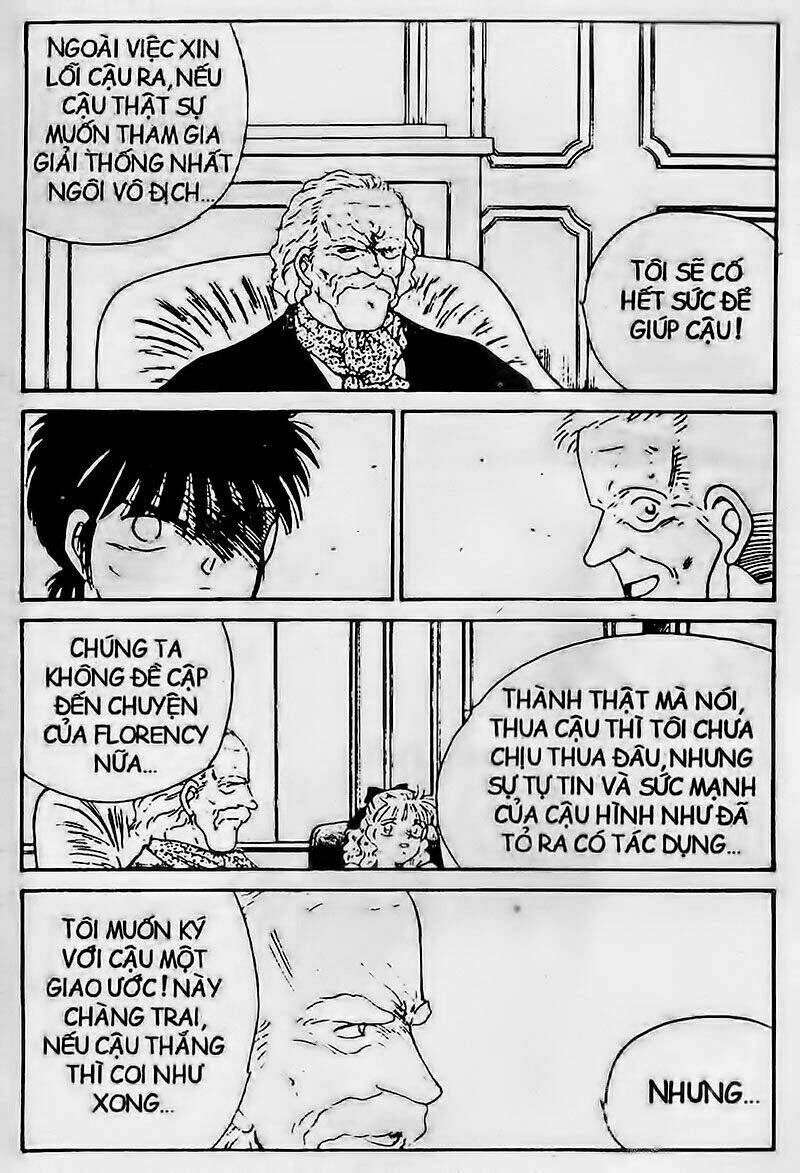 NGOÀI VIỆC XIN
LỖI CẬU RA, NẾU
CẬU THẬT SỰ
MUỐN THAM GIA
GIẢI THỐNG NHẤT
NGÔI VÔ ĐỊCH...
TÔI SẼ CỐ
HẾT SỨC ĐỂ
GIÚP CẬU!
CHÚNG TA
KHÔNG ĐỀ CẬP
ĐẾN CHUYỆN
CỦA FLORENCY
NỮA...
THÀNH THẬT MÀ NÓI,
THUA CẬU THÌ TÔI CHƯA
CHỊU THUA ĐÂU, NHƯNG
SỰ TỰ TIN VÀ SỨC MẠNH
CỦA CẬU HÌNH NHƯ ĐÃ
TỎ RA CÓ TÁC DỤNG...
TÔI MUỐN KÝ
VỚI CẬU MỘT
GIAO ƯỚC! NÀY
CHÀNG TRAI,
NẾU CẬU THẮNG
THÌ COI NHƯ
XONG...
NHƯNG...